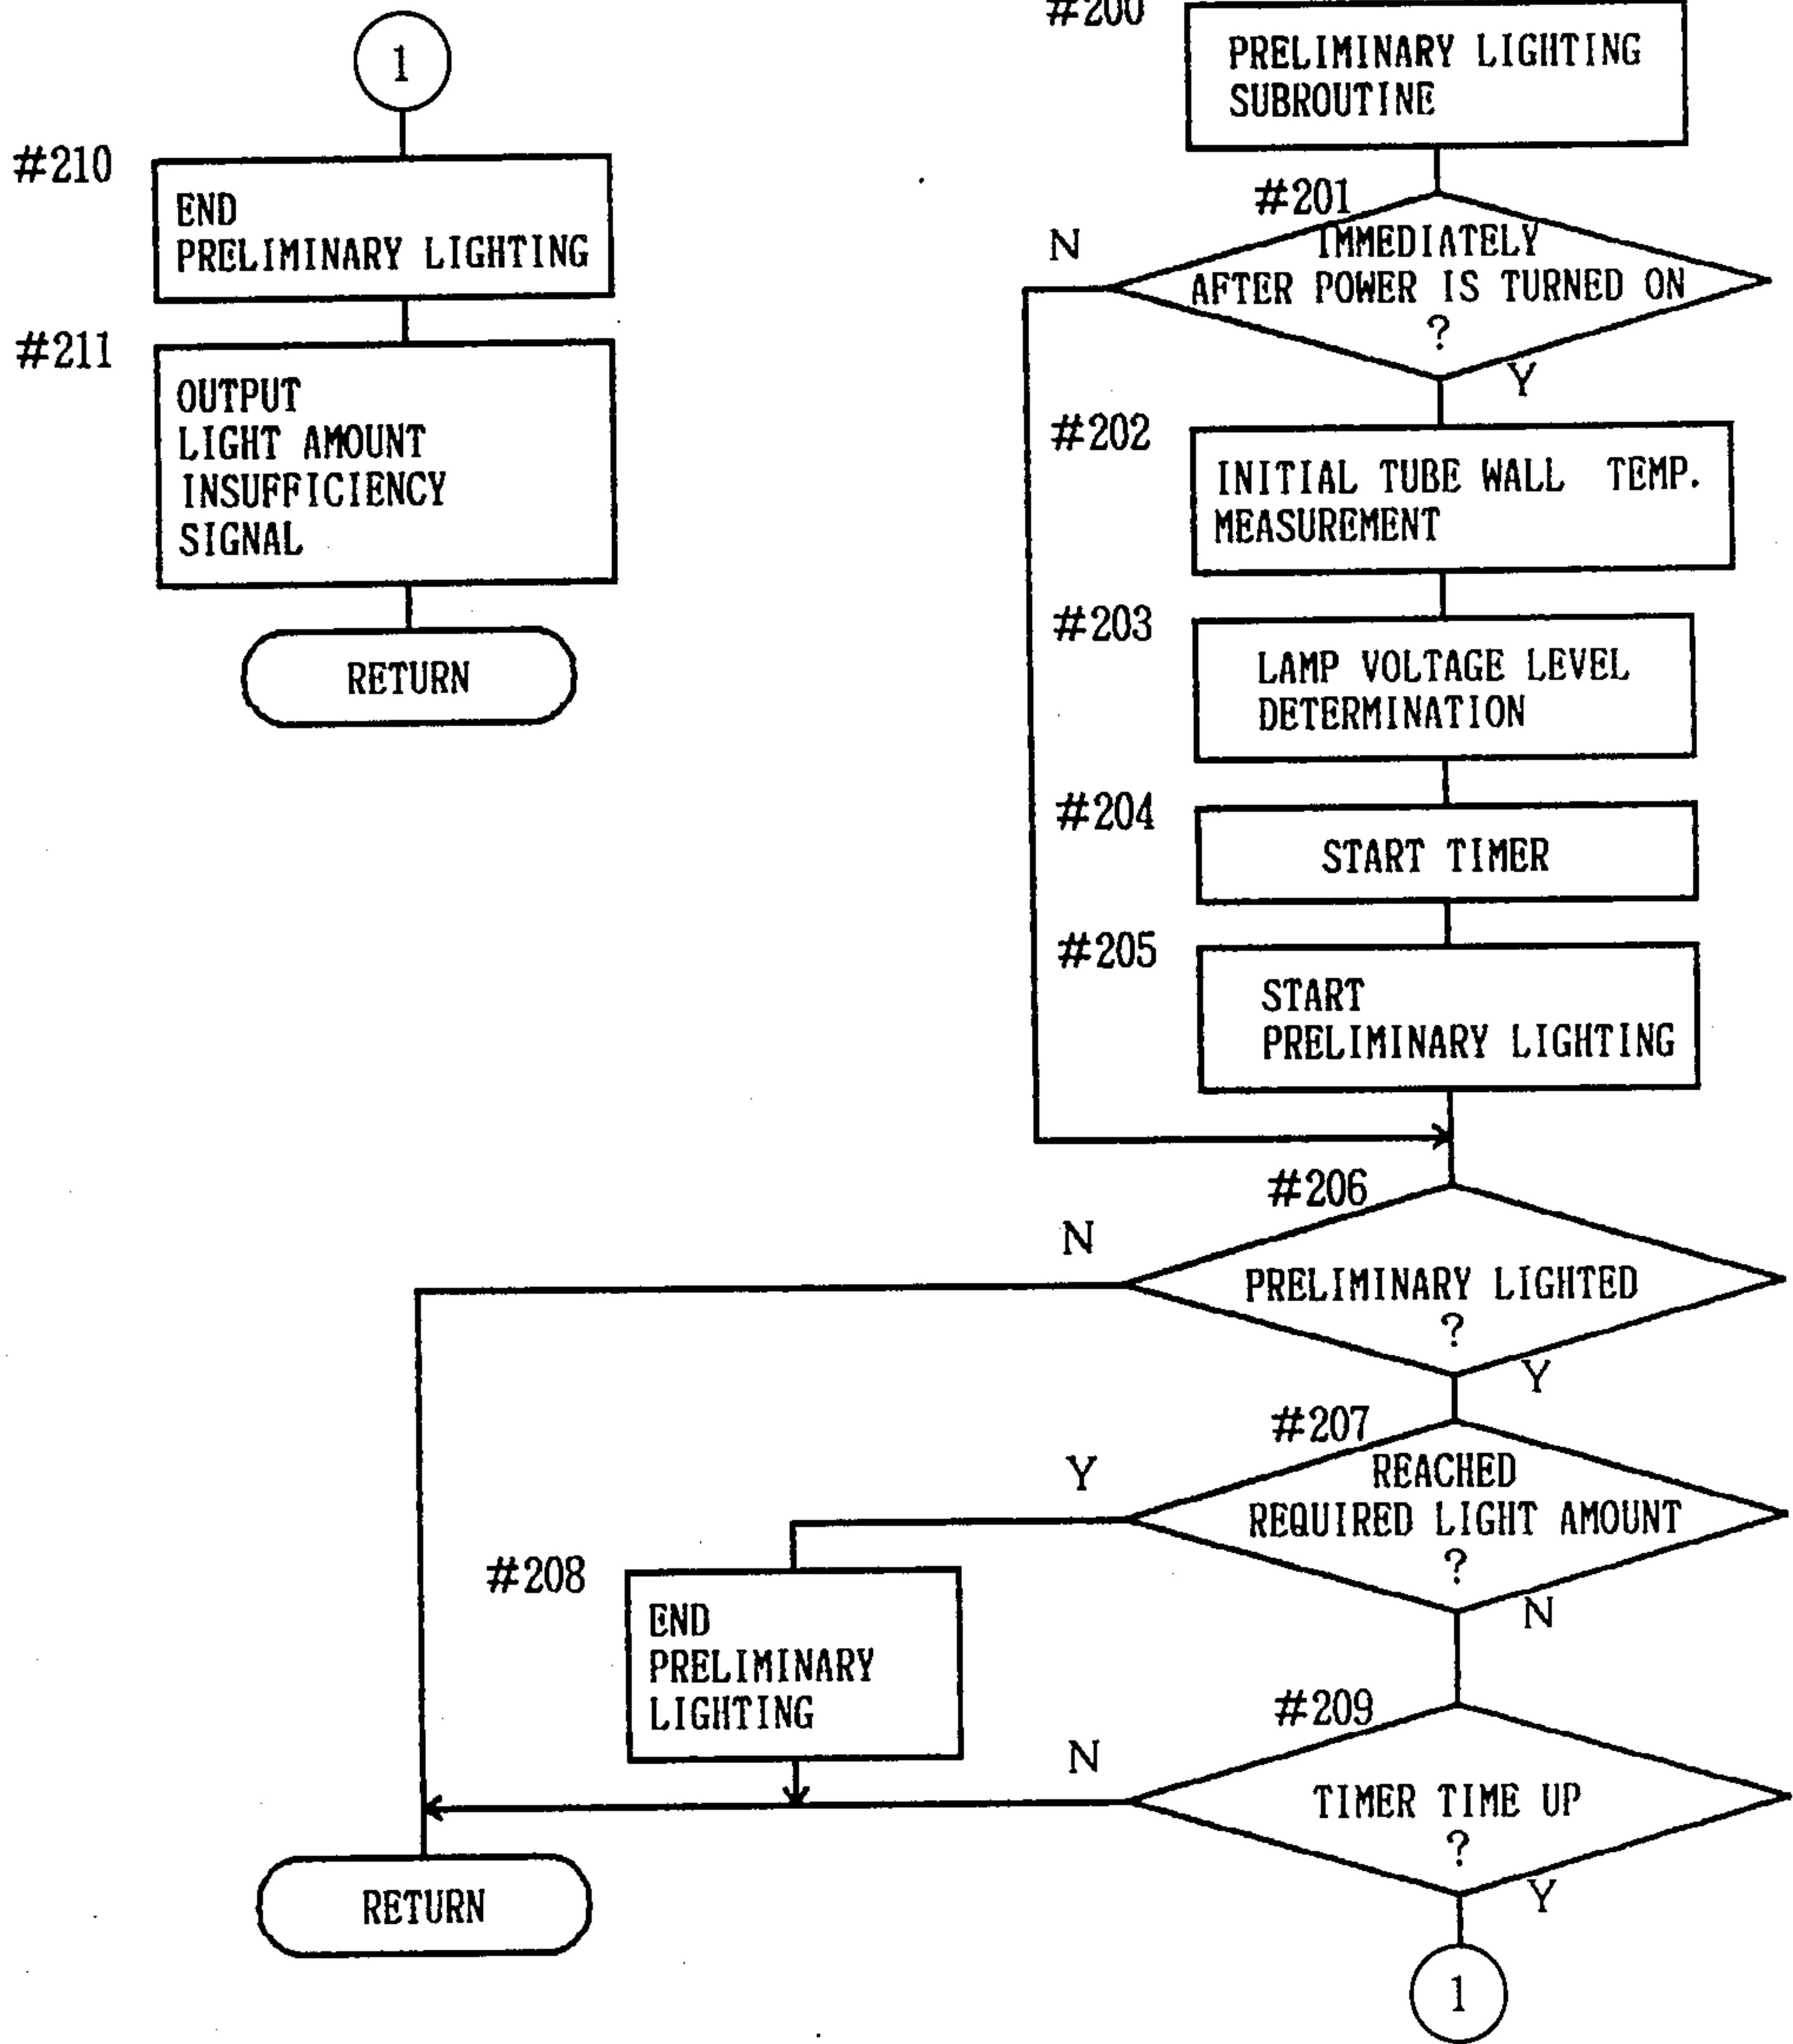 1
#210
END
PRELIMINARY LIGHTING
#211
OUTPUT
LIGHT AMOUNT
INSUFFICIENCY
SIGNAL
RETURN
#200
PRELIMINARY LIGHTING
SUBROUTINE
#201
IMMEDIATELY
AFTER POWER IS TURNED ON
?
N
Y
#202
INITIAL TUBE WALL TEMP.
MEASUREMENT
#203
LAMP VOLTAGE LEVEL
DETERMINATION
#204
START TIMER
#205
START
PRELIMINARY LIGHTING
#206
N
PRELIMINARY LIGHTED
?
Y
#207
Y
REACHED
REQUIRED LIGHT AMOUNT
?
N
#208
END
PRELIMINARY
LIGHTING
#209
N
TIMER TIME UP
?
Y
RETURN
1